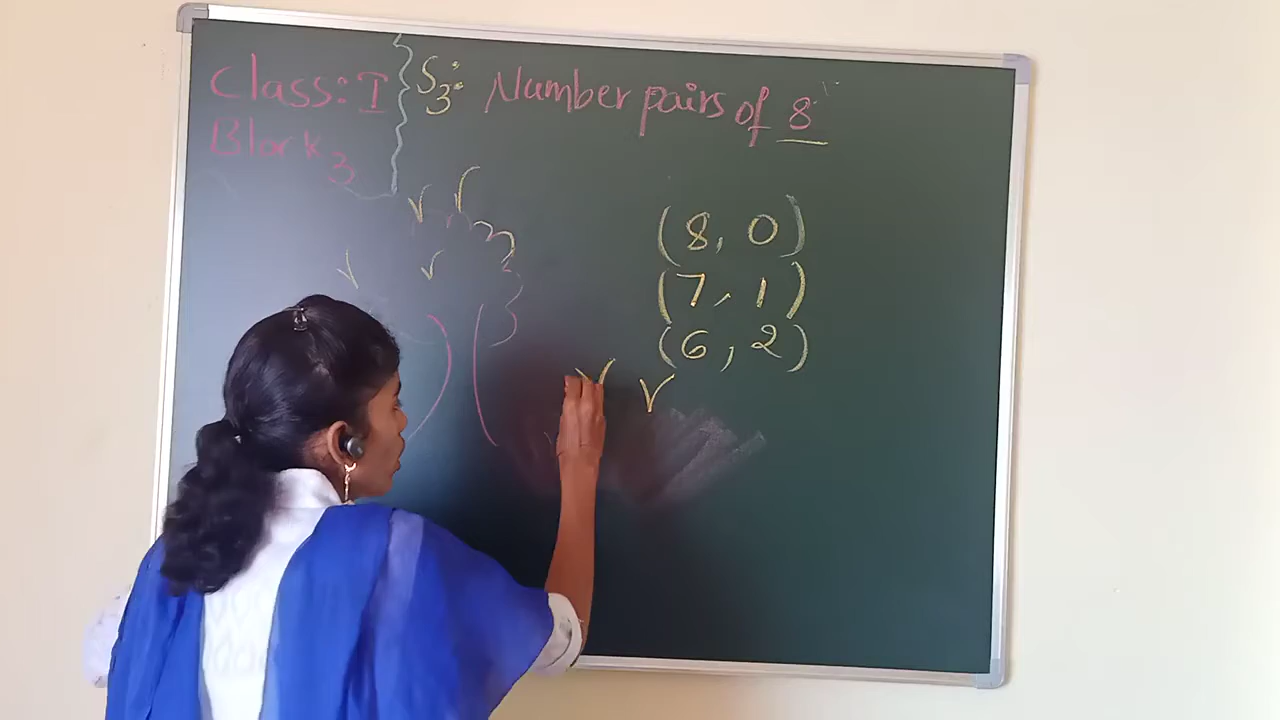 Class: I
Block 3
S3: Number pairs of 8
(8, 0)
(7, 1)
(6, 2)